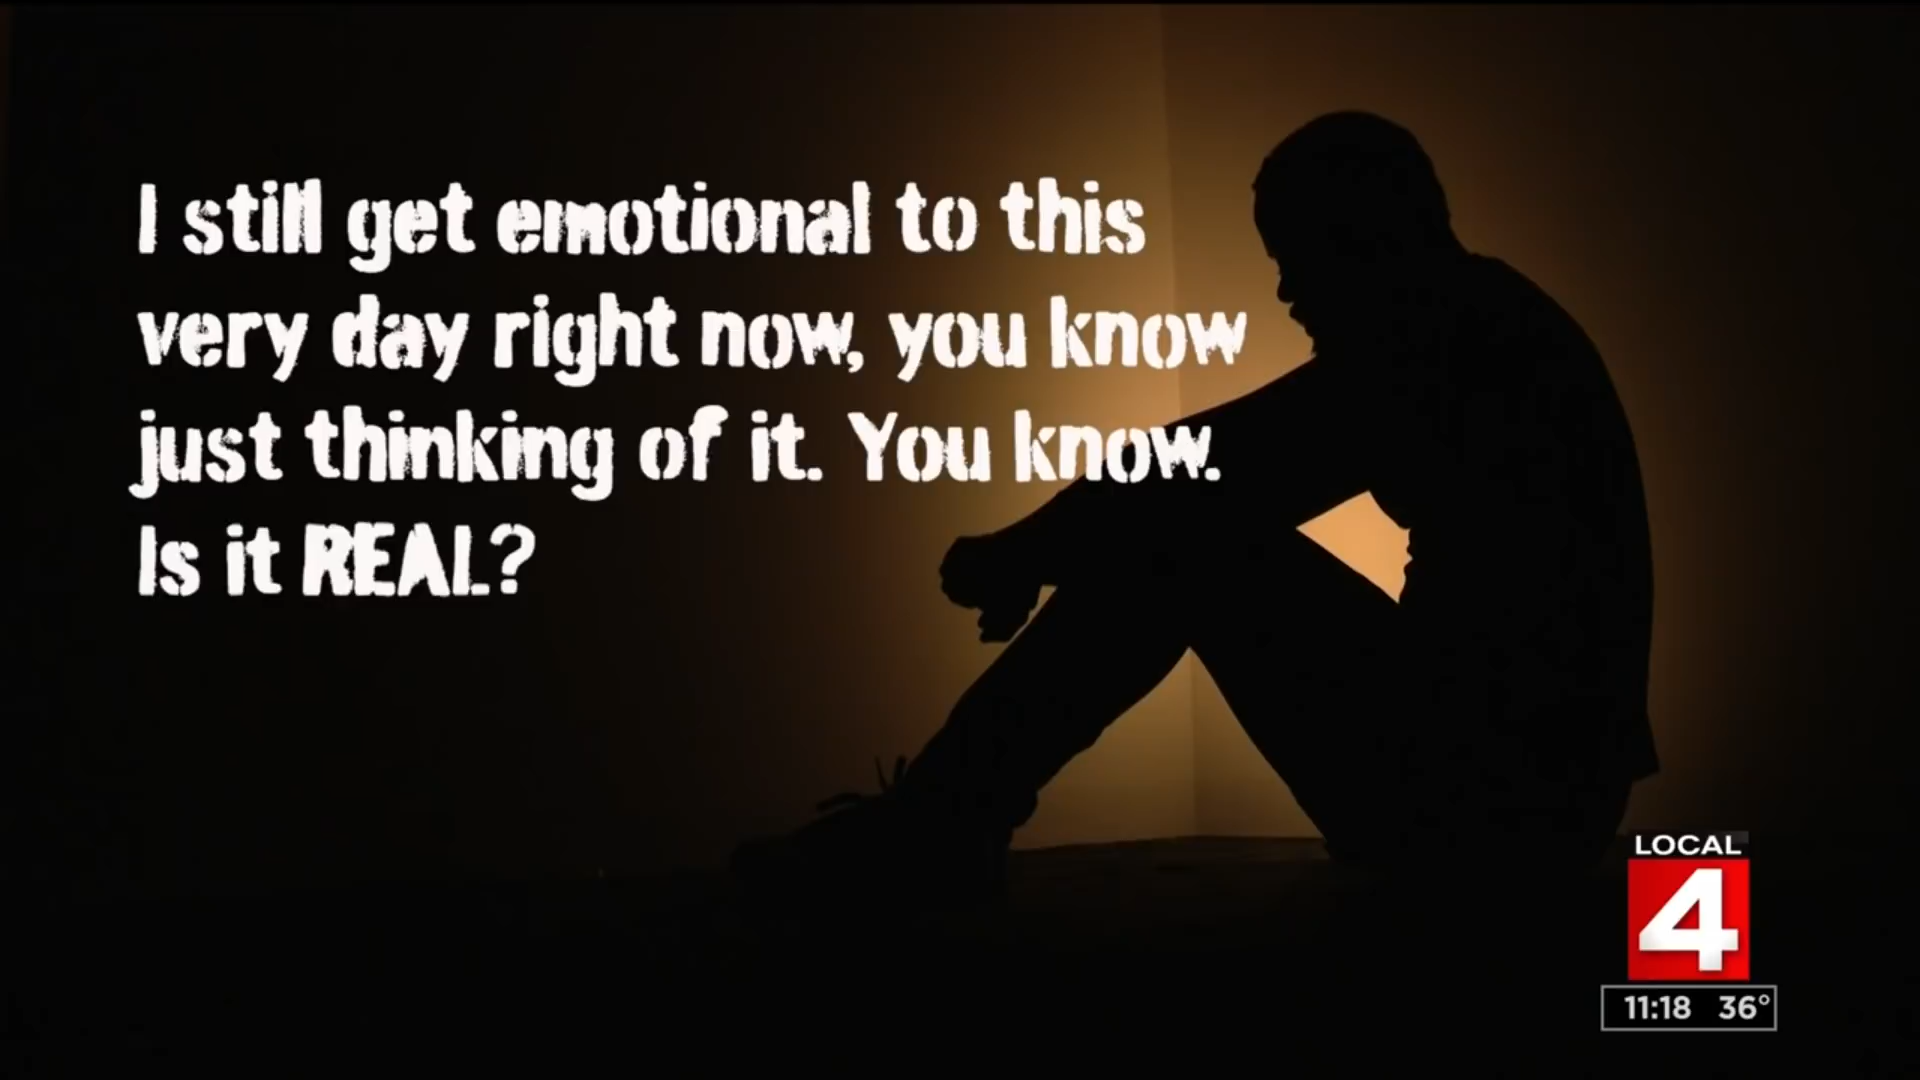 I still get emotional to this
very day right now, you know
just thinking of it. You know.
Is it REAL?
LOCAL
4
11:18 36°